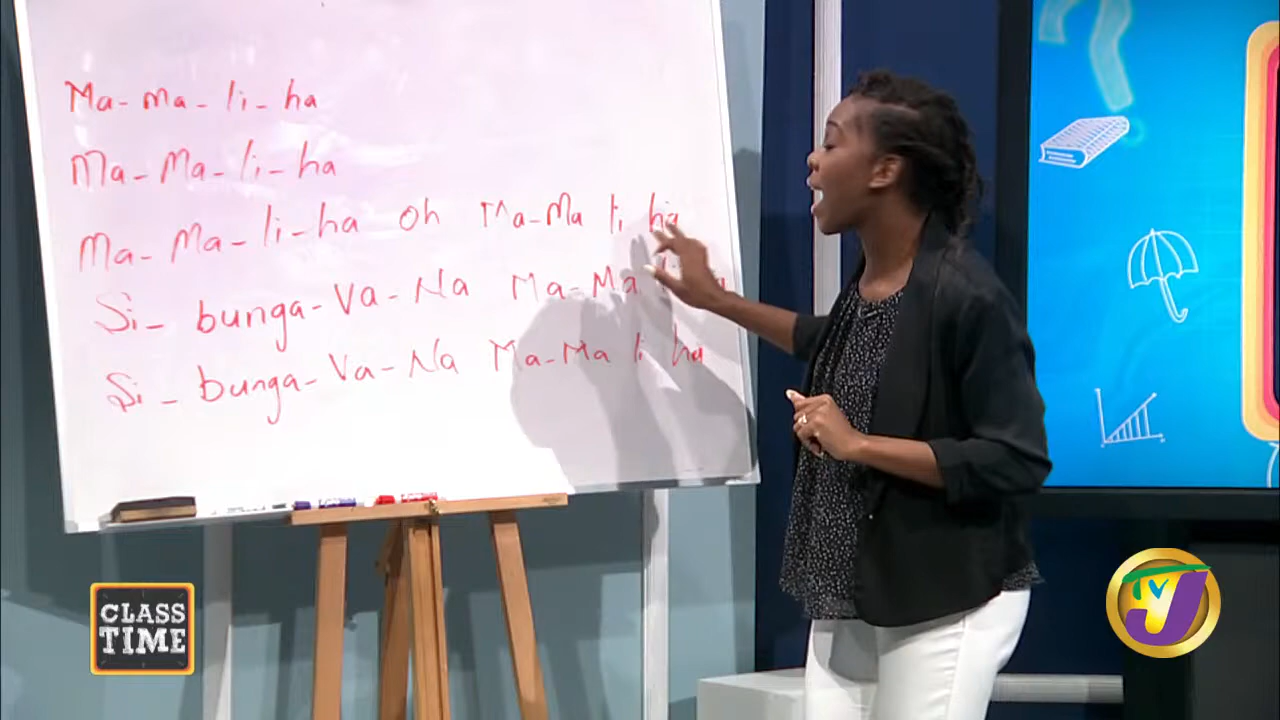 Ma-ma-li-ha
Ma-Ma-li-ha
Ma-Ma-li-ha oh Ma-Ma li ha
Si- bunga-Va-Na Ma-Ma
Si- bunga-Va-Na Ma-Ma li ha
CLASS
TIME
TVJ